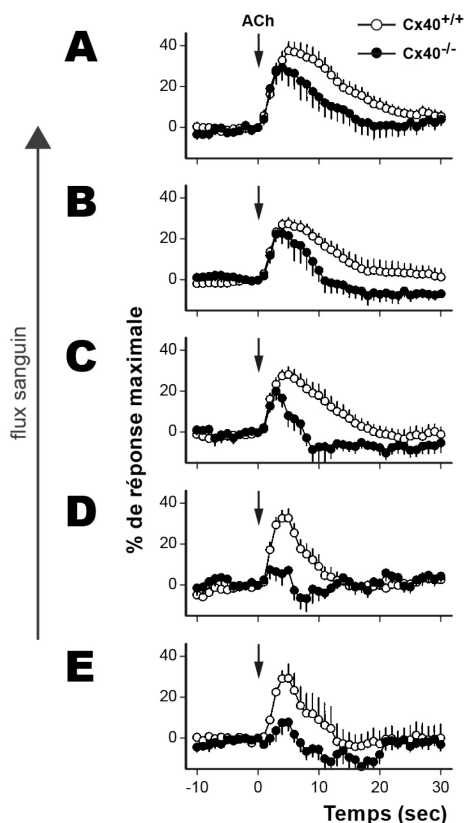 ACh
Cx40+/+
Cx40-/-
A
40
20
0
B
40
20
0
C
40
20
0
D
40
20
0
E
40
20
0
-10 0 10 20 30
Temps (sec)
% de réponse maximale
flux sanguin